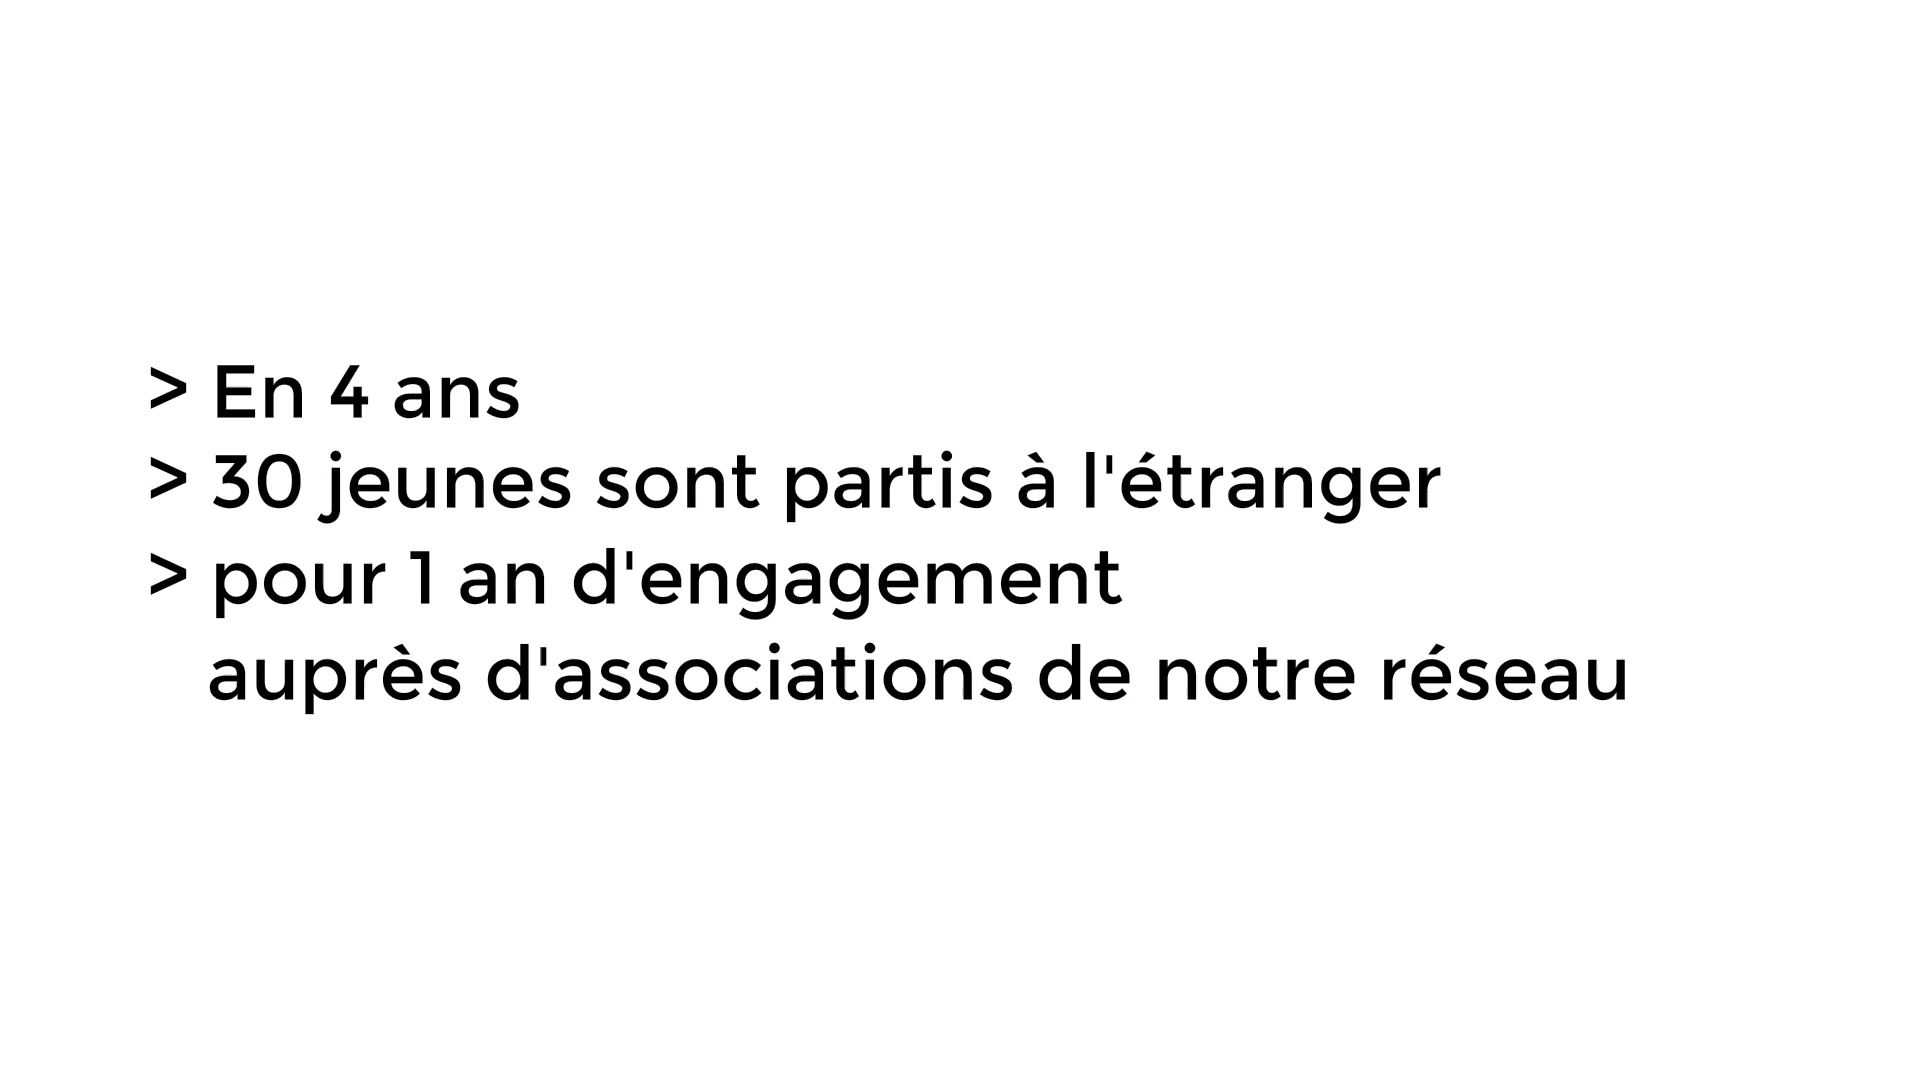 > En 4 ans
> 30 jeunes sont partis à l'étranger
> pour 1 an d'engagement
auprès d'associations de notre réseau